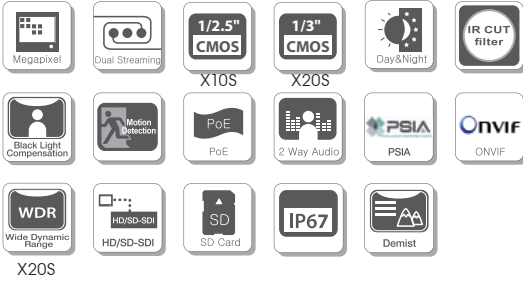 Megapixel
Dual Streaming
1/2.5"
CMOS
X10S
1/3"
CMOS
X20S
Day&Night
IR CUT
filter
Black Light
Compensation
Motion
Detection
PoE
PoE
2 Way Audio
PSIA
PSIA
ONVIF
ONVIF
WDR
Wide Dynamic
Range
X20S
HD/SD-SDI
HD/SD-SDI
SD
SD Card
IP67
Demist